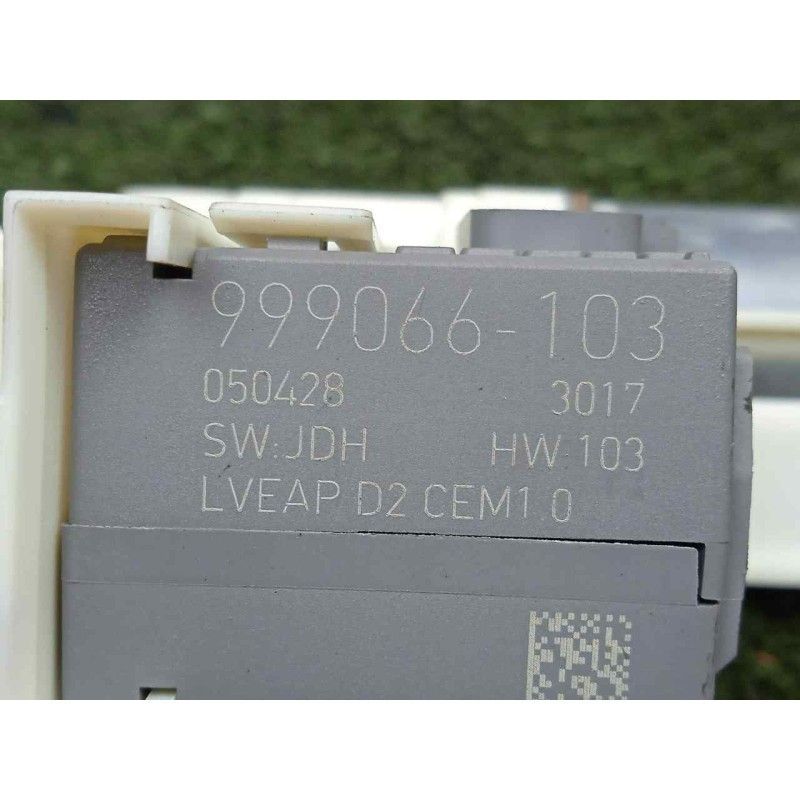 999066-103
050428 3017
SW:JDH HW 103
LVEAP D2 CEM1.0